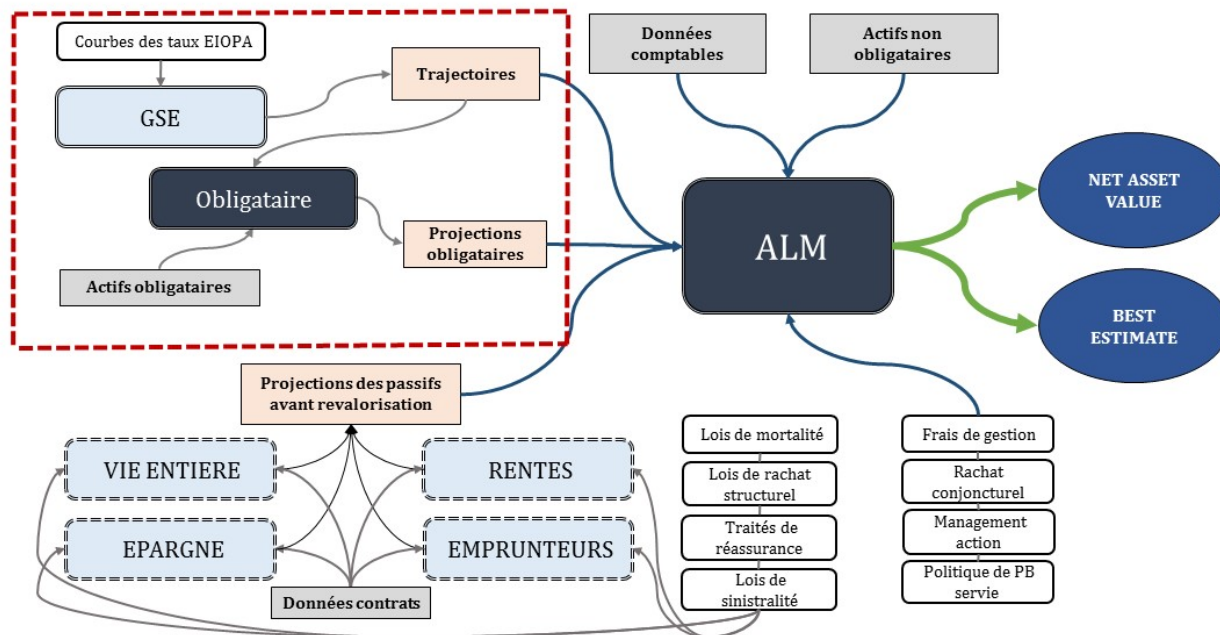 Courbes des taux EIOPA
GSE
Trajectoires
Obligataire
Projections
obligataires
Actifs obligataires
Données
comptables
Actifs non
obligataires
ALM
NET ASSET
VALUE
BEST
ESTIMATE
Projections des passifs
avant revalorisation
VIE ENTIERE
RENTES
EPARGNE
EMPRUNTEURS
Données contrats
Lois de mortalité
Lois de rachat
structurel
Traités de
réassurance
Lois de
sinistralité
Frais de gestion
Rachat
conjoncturel
Management
action
Politique de PB
servie